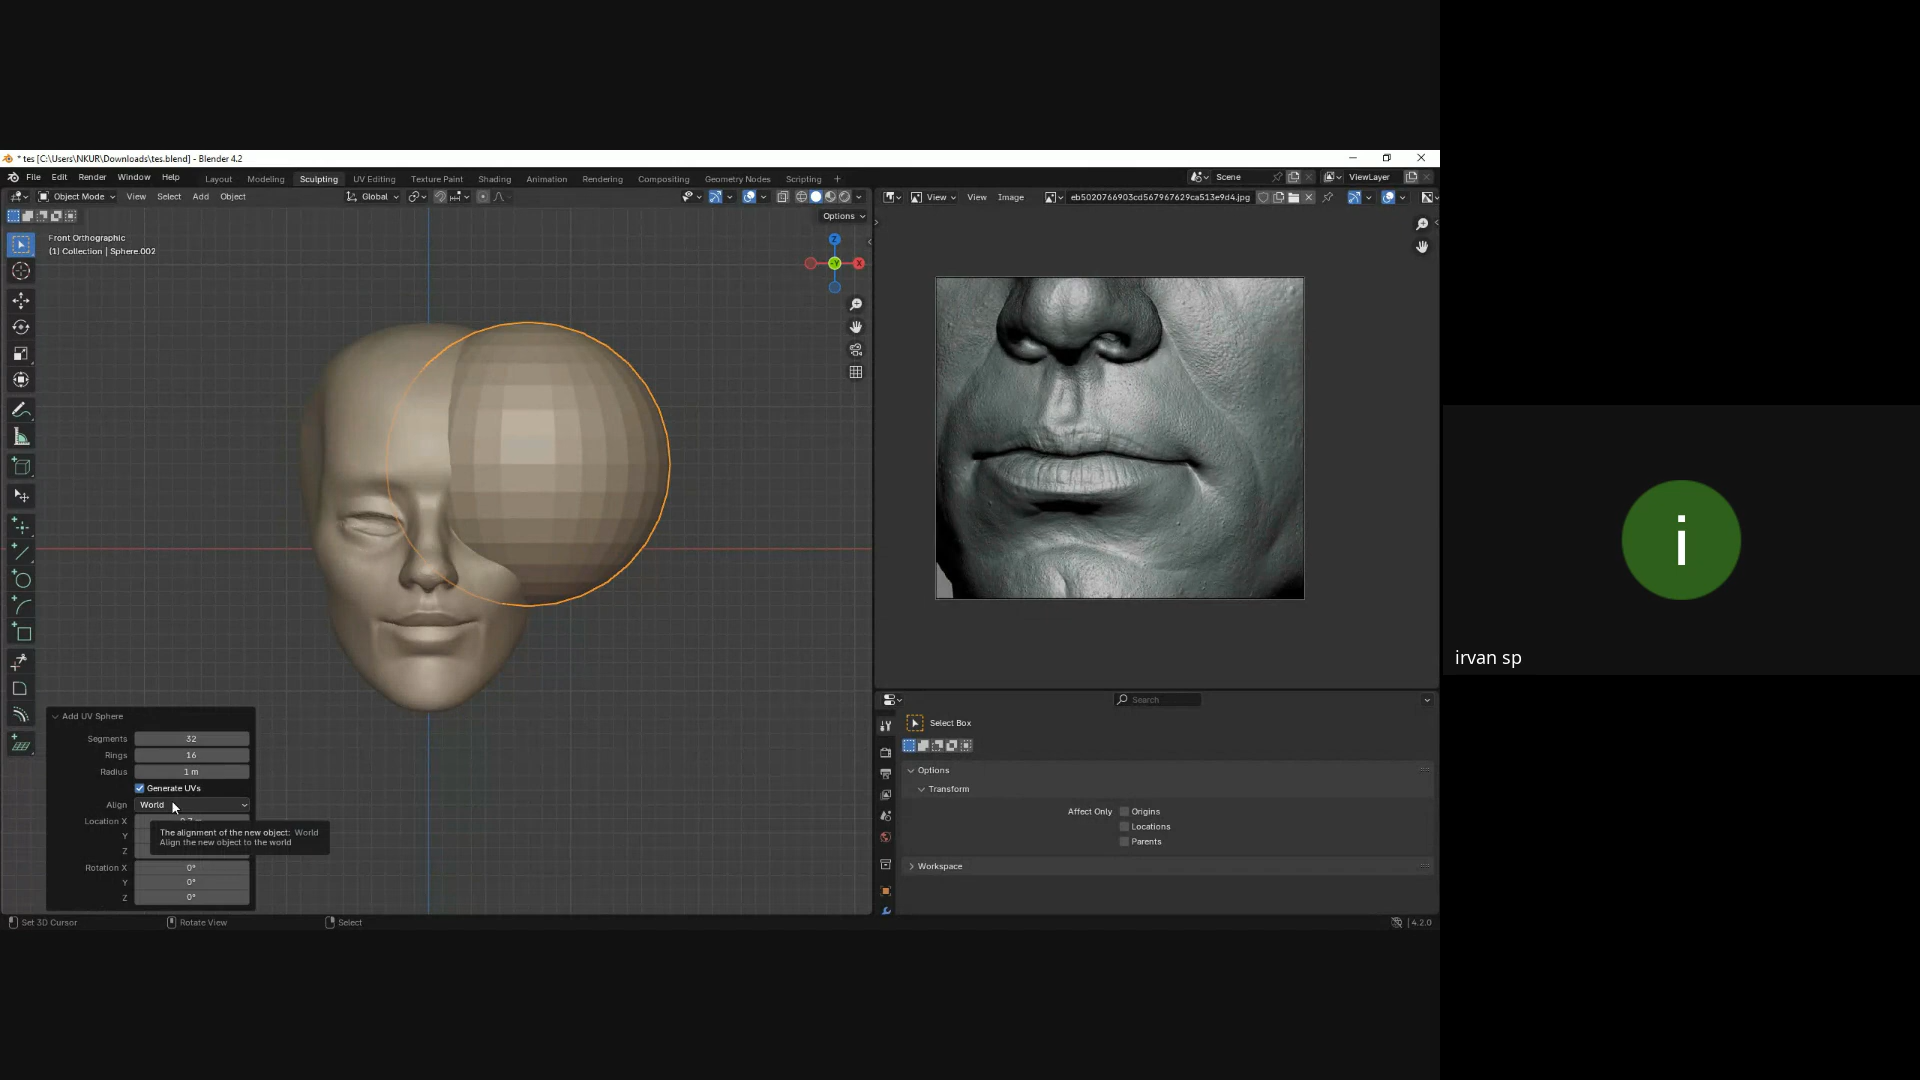 * tes [C:\Users\NKUR\Downloads\tes.blend] - Blender 4.2
File Edit Render Window Help
Layout Modeling Sculpting UV Editing Texture Paint Shading Animation Rendering Compositing Geometry Nodes Scripting +
Scene
ViewLayer
Object Mode View Select Add Object
Global
View View Image
eb5020766903cd567967629ca513e9d4.jpg
Options
Front Orthographic
(1) Collection | Sphere.002
Z
Y
X
Add UV Sphere
Segments 32
Rings 16
Radius 1 m
Generate UVs
Align World
Location X
Y
Z
The alignment of the new object: World
Align the new object to the world
Rotation X 0°
Y 0°
Z 0°
Search
Select Box
Options
Transform
Affect Only Origins
Locations
Parents
Workspace
Set 3D Cursor
Rotate View
Select
4.2.0
i
irvan sp